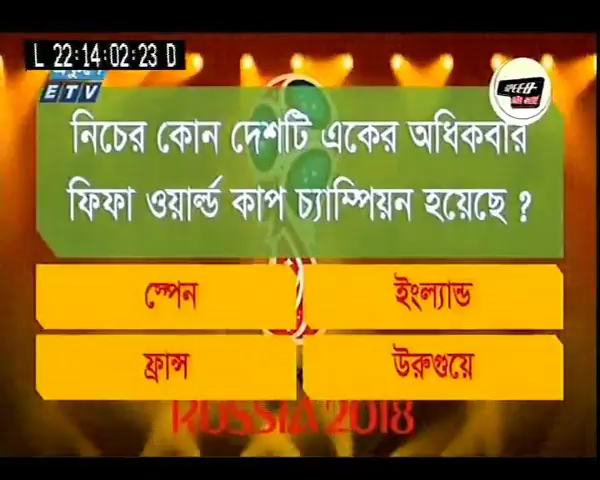 L 22:14:02:23 D
ETV
নিচের কোন দেশটি একের অধিকবার
ফিফা ওয়ার্ল্ড কাপ চ্যাম্পিয়ন হয়েছে ?
স্পেন
ইংল্যান্ড
ফ্রান্স
উরুগুয়ে
RUSSIA 2018